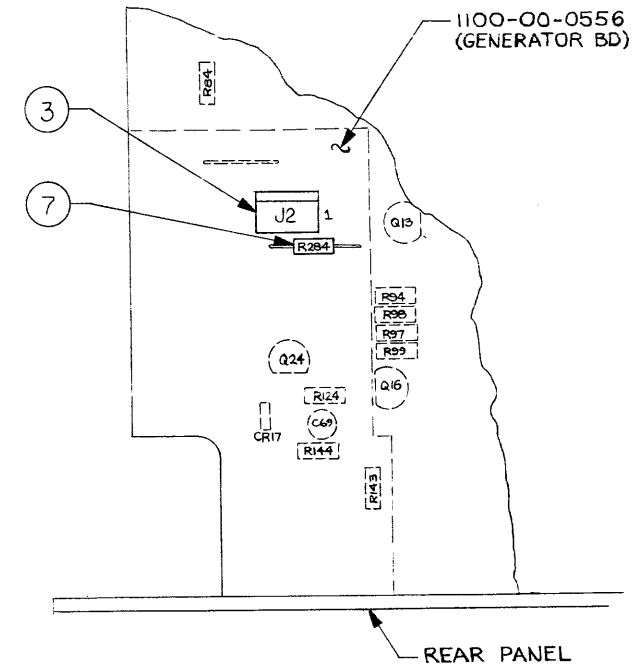 1100-00-0556
(GENERATOR BD)
R84
3
7
J2 1
R284
Q13
R94
R98
R97
R99
Q24
Q16
R124
CR17
C69
R144
R143
REAR PANEL